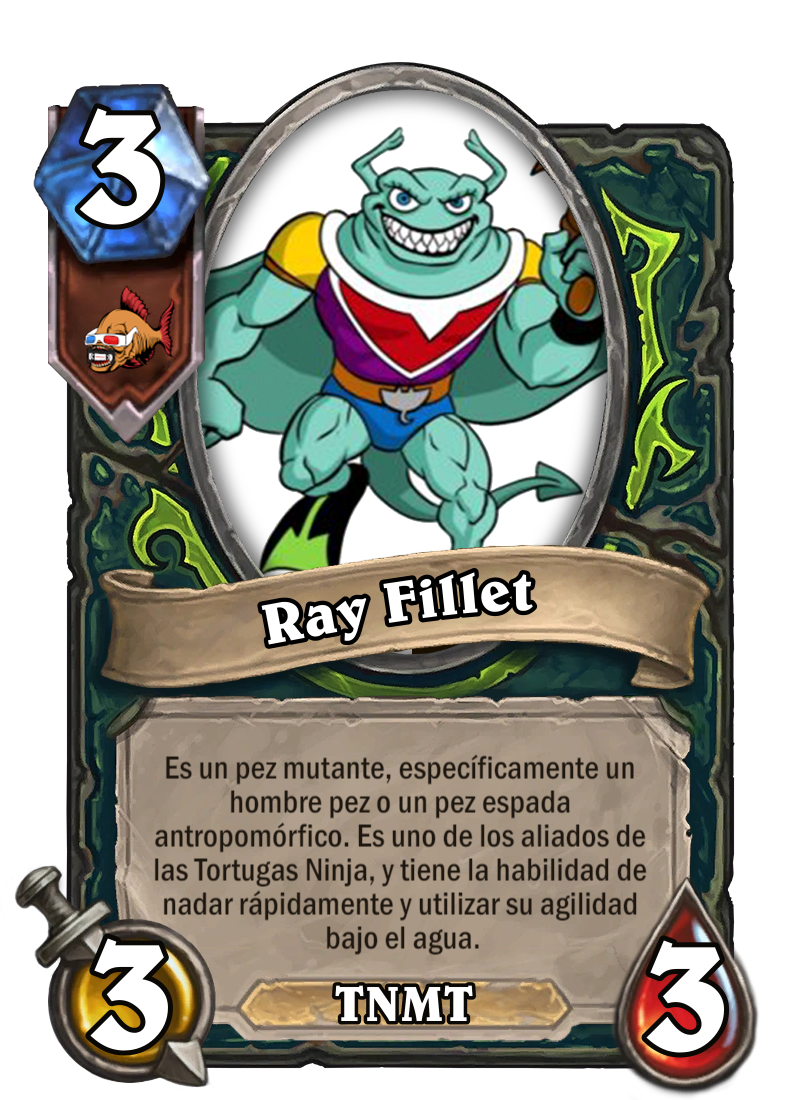 3
Ray Fillet
Es un pez mutante, específicamente un
hombre pez o un pez espada
antropomórfico. Es uno de los aliados de
las Tortugas Ninja, y tiene la habilidad de
nadar rápidamente y utilizar su agilidad
bajo el agua.
3
TNMT
3